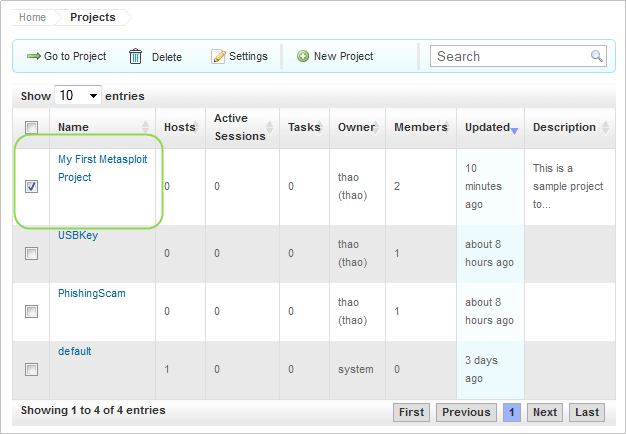 Home Projects
Go to Project Delete Settings New Project Search
Show 10 entries
Name Hosts Active Sessions Tasks Owner Members Updated Description
My First Metasploit Project 0 0 0 thao (thao) 2 10 minutes ago This is a sample project to...
USBKey 0 0 0 thao (thao) 1 about 8 hours ago
PhishingScam 0 0 0 thao (thao) 1 about 8 hours ago
default 1 0 0 system 0 3 days ago
Showing 1 to 4 of 4 entries First Previous 1 Next Last